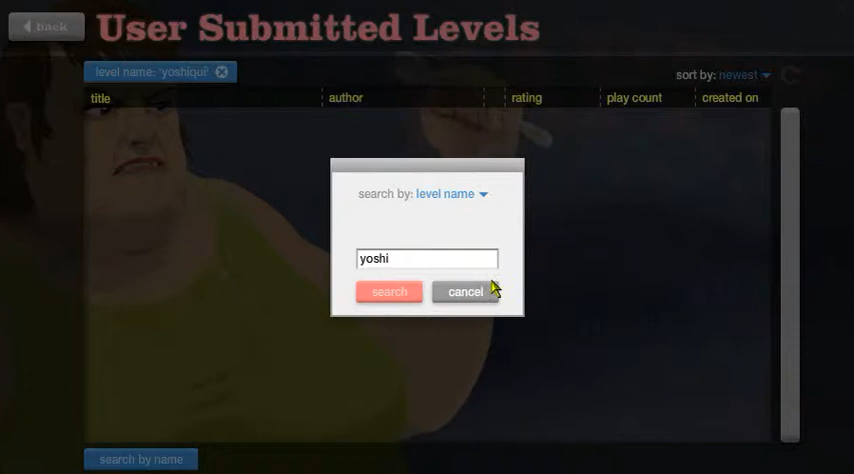 back
User Submitted Levels
level name: 'yoshiqui?
sort by: newest
title author rating play count created on
search by: level name
yoshi
search cancel
search by name